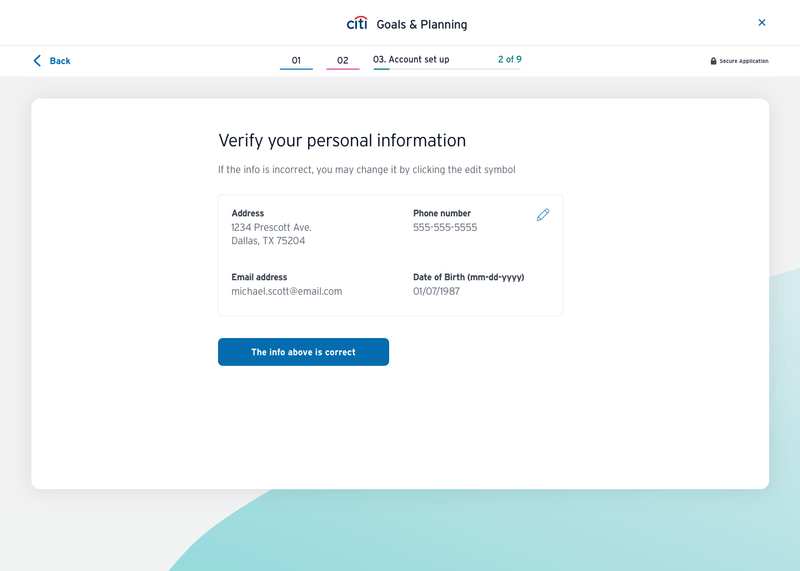 citi Goals & Planning
Back
01
02
03. Account set up
2 of 9
Secure Application
Verify your personal information
If the info is incorrect, you may change it by clicking the edit symbol
Address
1234 Prescott Ave.
Dallas, TX 75204
Phone number
555-555-5555
Email address
michael.scott@email.com
Date of Birth (mm-dd-yyyy)
01/07/1987
The info above is correct